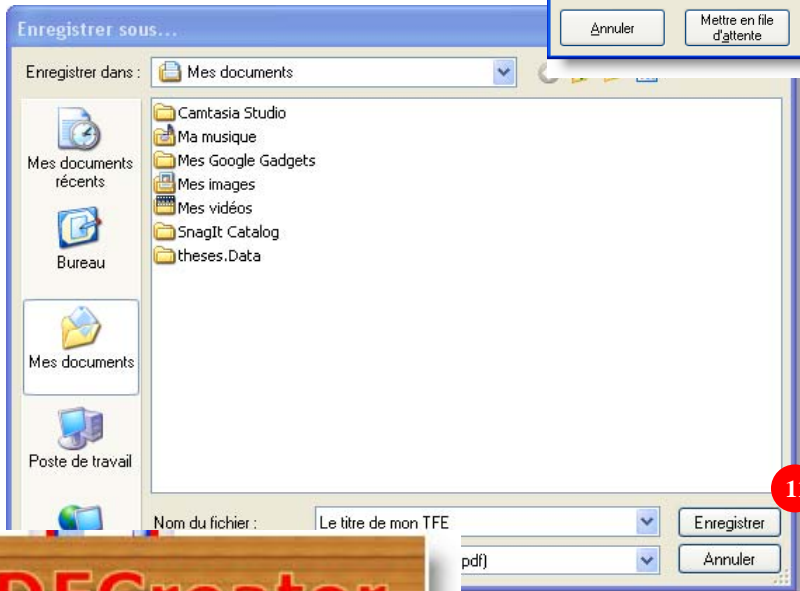 Enregistrer sous...
Annuler
Mettre en file
d'attente
Enregistrer dans :
Mes documents
Camtasia Studio
Ma musique
Mes Google Gadgets
Mes images
Mes vidéos
SnagIt Catalog
theses.Data
Mes documents
récents
Bureau
Mes documents
Poste de travail
Nom du fichier :
Le titre de mon TFE
Enregistrer
pdf)
Annuler